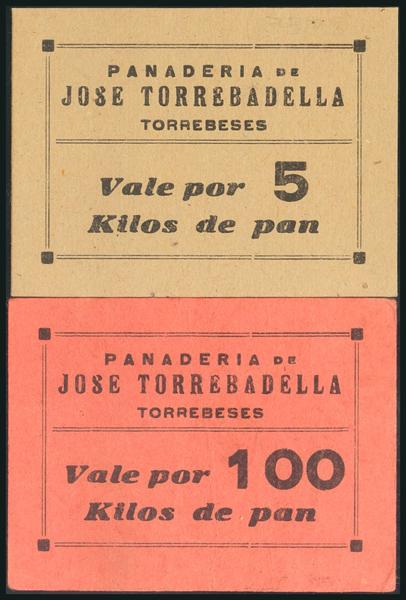 PANADERIA DE
JOSE TORREBADELLA
TORREBESES
Vale por 5
Kilos de pan
PANADERIA DE
JOSE TORREBADELLA
TORREBESES
Vale por 100
Kilos de pan